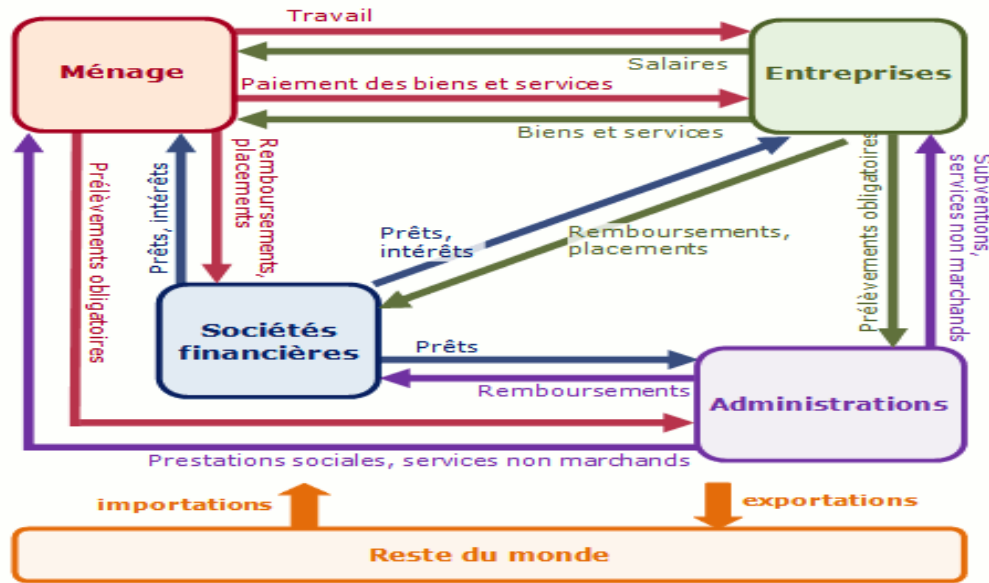 Travail
Ménage
Entreprises
Salaires
Paiement des biens et services
Biens et services
Prélèvements obligatoires
Prêts, intérêts
Remboursements,
placements
Prêts,
intérêts
Remboursements,
placements
Prélèvements obligatoires
Subventions,
services non marchands
Sociétés
financières
Prêts
Remboursements
Administrations
Prestations sociales, services non marchands
importations
exportations
Reste du monde